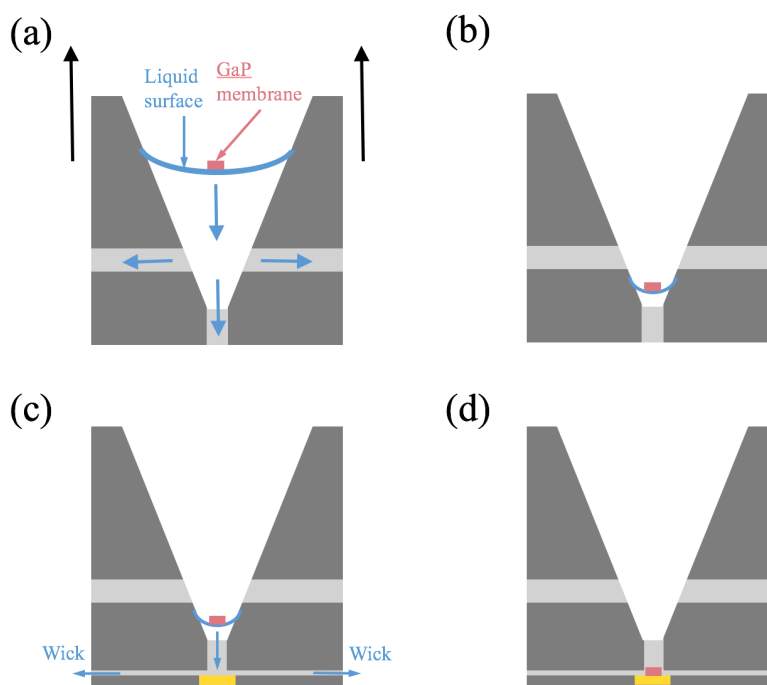 (a)
(b)
Liquid
surface
GaP
membrane
(c)
(d)
Wick
Wick